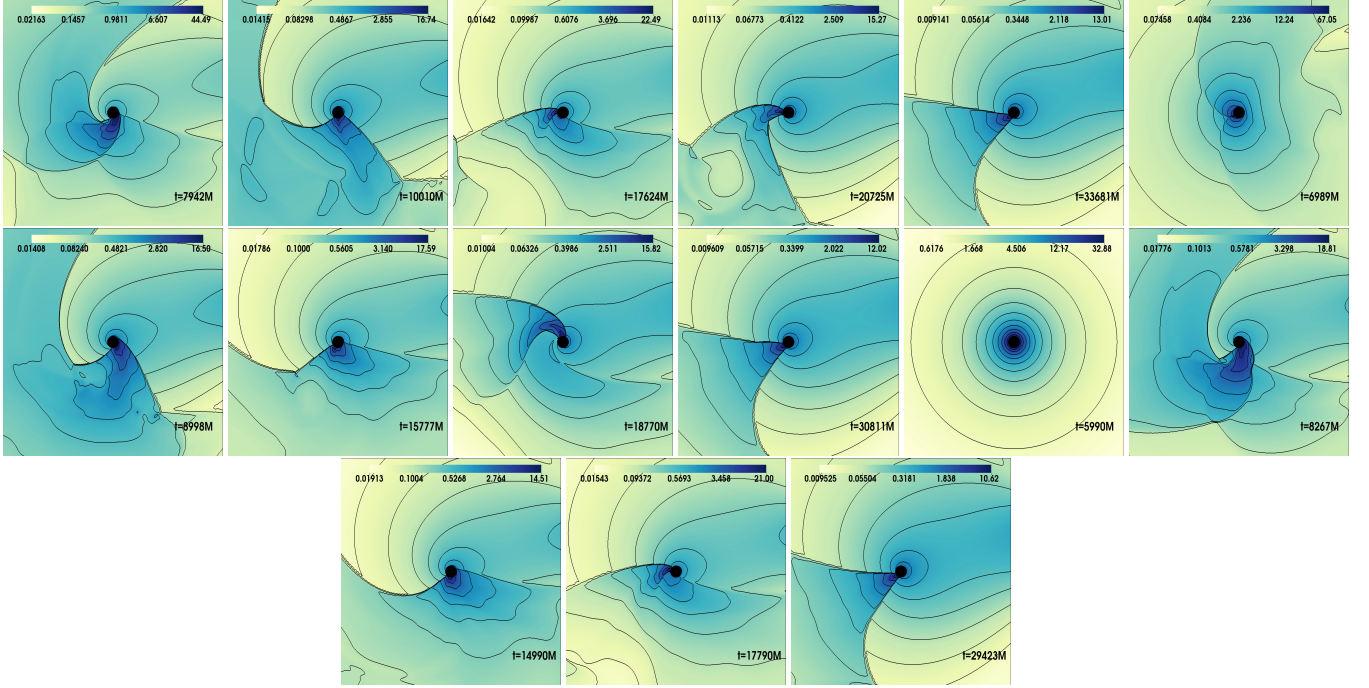 0.02163 0.1457 0.9811 6.607 44.49
t=7942M
0.01415 0.08298 0.4867 2.855 16.74
t=10010M
0.01642 0.09987 0.6076 3.696 22.49
t=17624M
0.01113 0.06773 0.4122 2.509 15.27
t=20725M
0.009141 0.05614 0.3448 2.118 13.01
t=33681M
0.07458 0.4084 2.236 12.24 67.05
t=6989M
0.01408 0.08240 0.4821 2.820 16.50
t=8998M
0.01786 0.1000 0.5605 3.140 17.59
t=15777M
0.01004 0.06326 0.3986 2.511 15.82
t=18770M
0.009609 0.05715 0.3399 2.022 12.02
t=30811M
0.6176 1.668 4.506 12.17 32.88
t=5990M
0.01776 0.1013 0.5781 3.298 18.81
t=8267M
0.01913 0.1004 0.5268 2.764 14.51
t=14990M
0.01543 0.09372 0.5693 3.458 21.00
t=17790M
0.009525 0.05504 0.3181 1.838 10.62
t=29423M